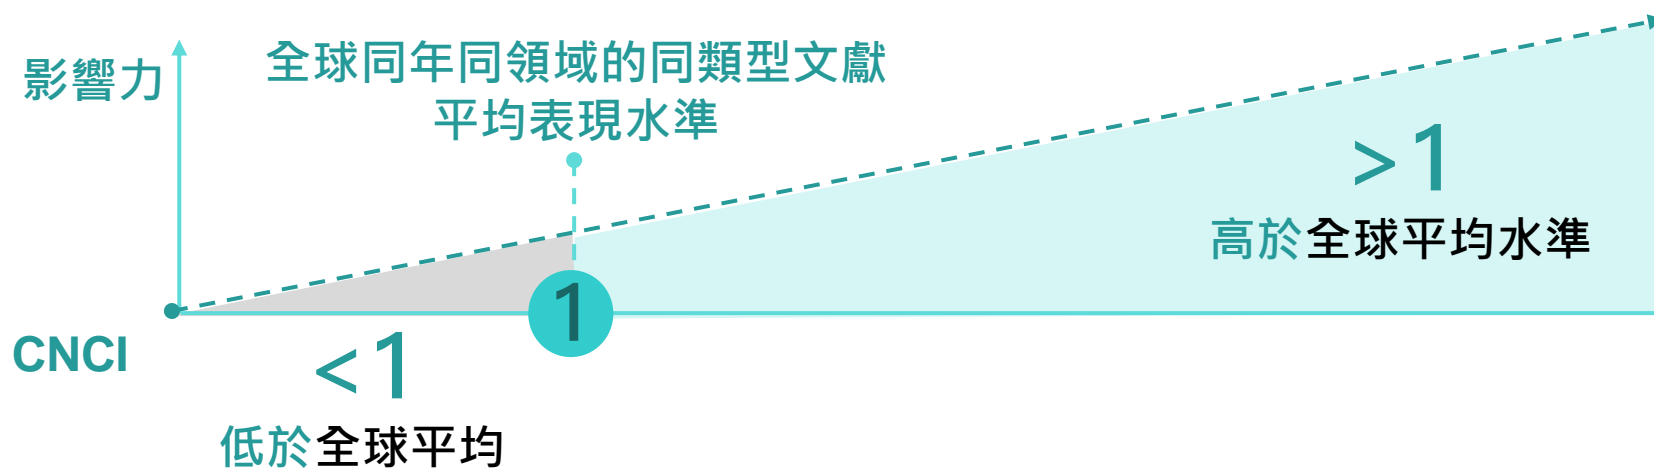 影響力
全球同年同領域的同類型文獻
平均表現水準
>1
高於全球平均水準
1
CNCI
<1
低於全球平均